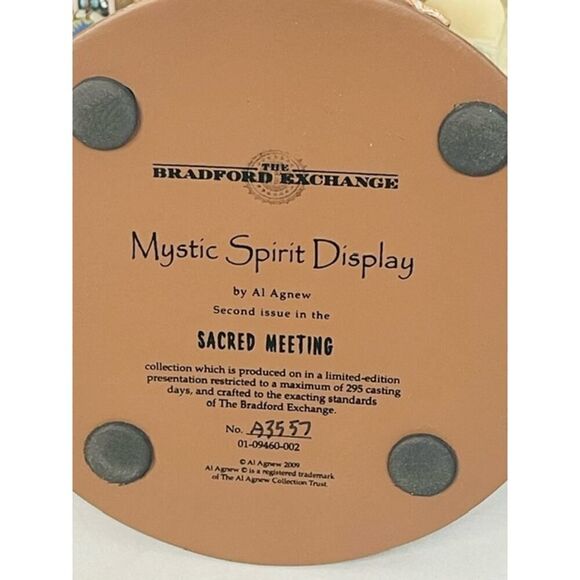 THE
BRADFORD EXCHANGE
Mystic Spirit Display
by Al Agnew
Second issue in the
SACRED MEETING
collection which is produced on in a limited-edition
presentation restricted to a maximum of 295 casting
days, and crafted to the exacting standards
of The Bradford Exchange.
No. A3557
01-09460-002
© Al Agnew 2009
Al Agnew © is a registered trademark
of The Al Agnew Collection Trust.